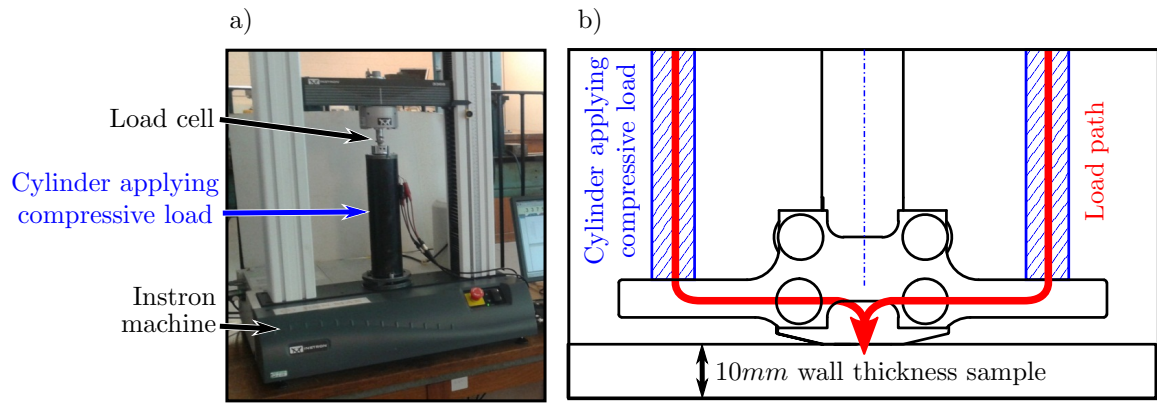 a)
Load cell
Cylinder applying
compressive load
Instron
machine
b)
Cylinder applying
compressive load
Load path
10mm wall thickness sample